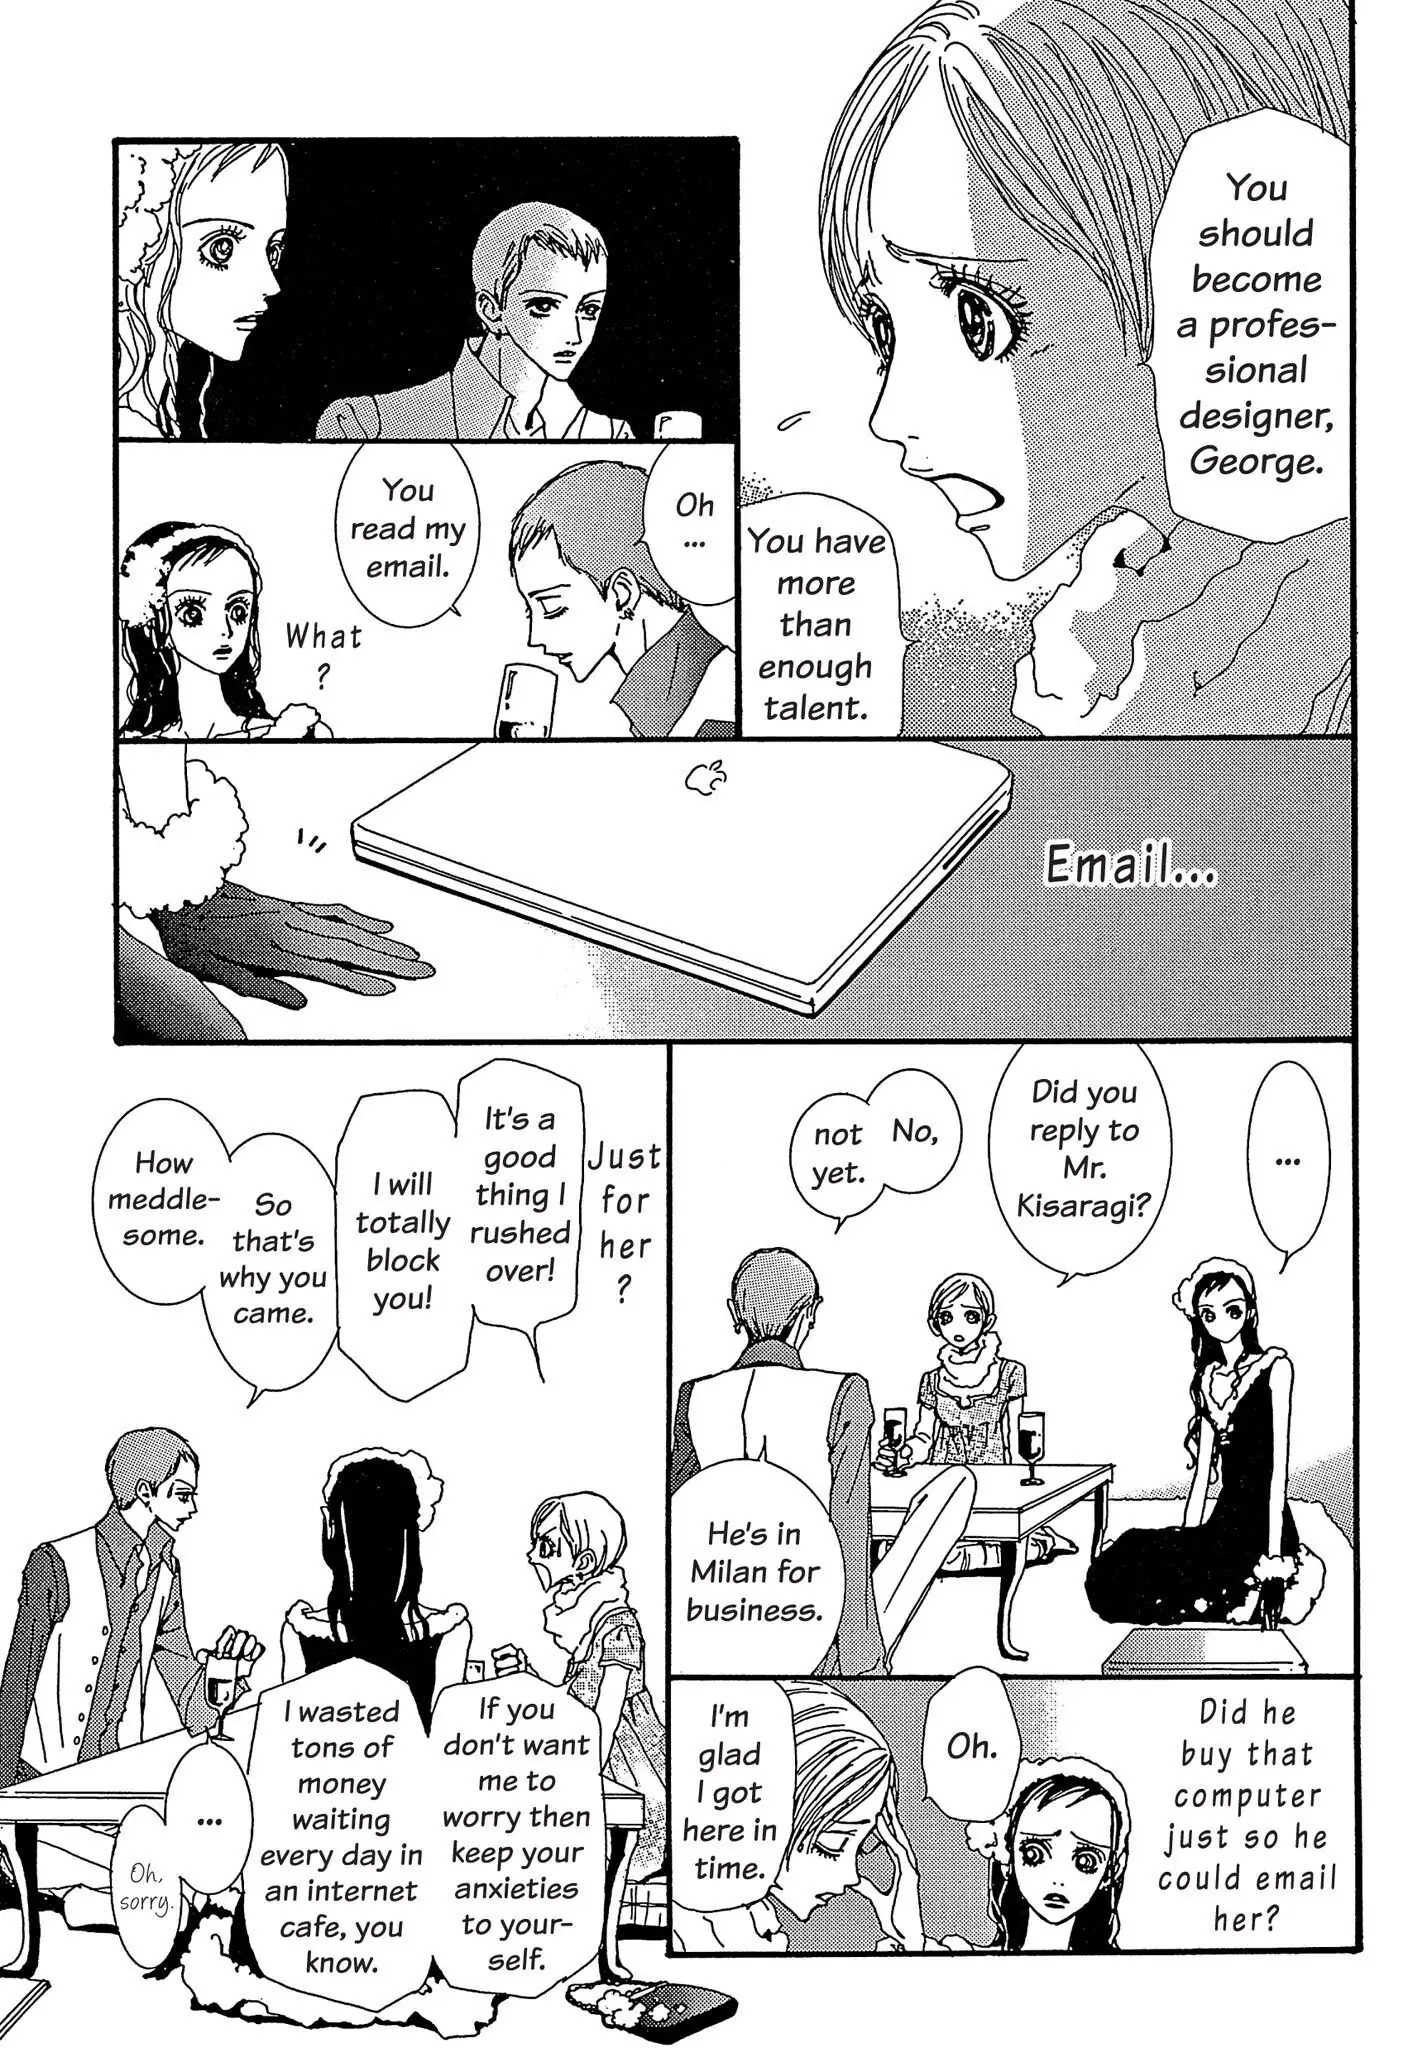 You
should
become
a profes-
sional
designer,
George.
You have
more
than
enough
talent.
Oh
...
You
read my
email.
What
?
Email...
...
Did you
reply to
Mr.
Kisaragi?
No,
not
yet.
He's in
Milan for
business.
Did he
buy that
computer
just so he
could email
her?
Oh.
I'm
glad
I got
here in
time.
Just
for
her
?
It's a
good
thing I
rushed
over!
I will
totally
block
you!
So
that's
why you
came.
How
meddle-
some.
If you
don't want
me to
worry then
keep your
anxieties
to your-
self.
I wasted
tons of
money
waiting
every day in
an internet
cafe, you
know.
...
Oh,
sorry.